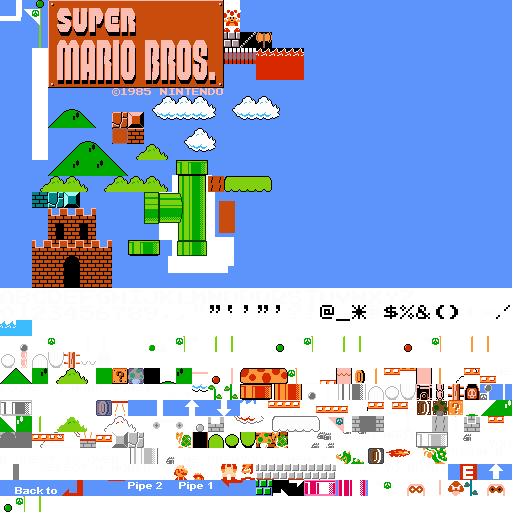 SUPER
MARIO BROS.
©1985 NINTENDO
"''"' @_* $%&() /
E
Back to
Pipe 2 Pipe 1